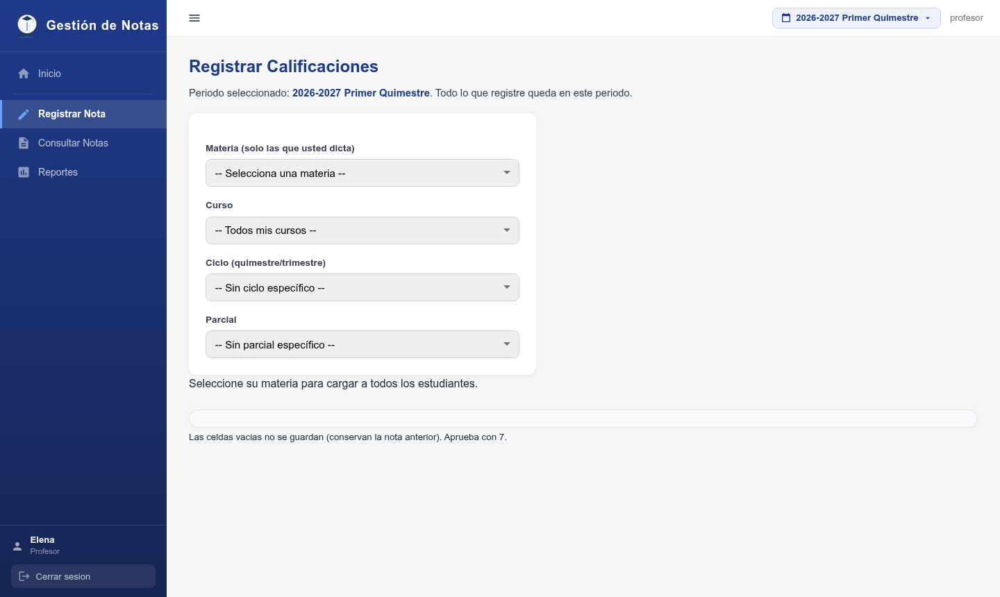 Gestión de Notas
2026-2027 Primer Quimestre
profesor
Inicio
Registrar Nota
Consultar Notas
Reportes
Registrar Calificaciones
Periodo seleccionado: 2026-2027 Primer Quimestre. Todo lo que registre queda en este periodo.
Materia (solo las que usted dicta)
-- Selecciona una materia --
Curso
-- Todos mis cursos --
Ciclo (quimestre/trimestre)
-- Sin ciclo específico --
Parcial
-- Sin parcial específico --
Seleccione su materia para cargar a todos los estudiantes.
Las celdas vacias no se guardan (conservan la nota anterior). Aprueba con 7.
Elena
Profesor
Cerrar sesion